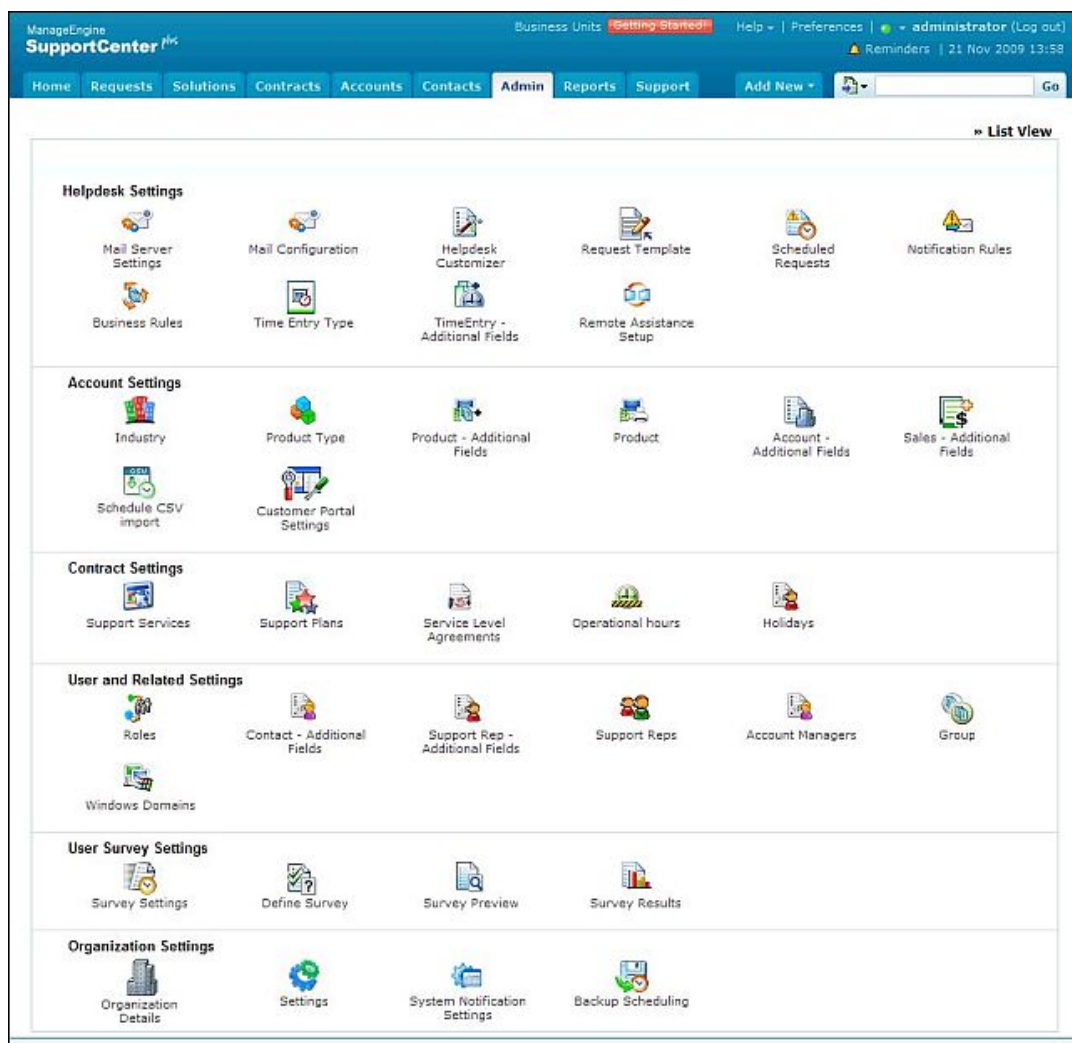 ManageEngine
SupportCenter plus
Business Units Getting Started! Help | Preferences | administrator (Log out)
Reminders | 21 Nov 2009 13:58
Home Requests Solutions Contracts Accounts Contacts Admin Reports Support Add New Go
» List View
Helpdesk Settings
Mail Server Mail Configuration Helpdesk Request Template Scheduled Notification Rules
Settings Customizer Requests
Business Rules Time Entry Type TimeEntry - Remote Assistance
Additional Fields Setup
Account Settings
Industry Product Type Product - Additional Product Account - Sales - Additional
Fields Additional Fields Fields
CSV
Schedule CSV Customer Portal
import Settings
Contract Settings
Support Services Support Plans Service Level Operational hours Holidays
Agreements
User and Related Settings
Roles Contact - Additional Support Rep - Support Reps Account Managers Group
Fields Additional Fields
Windows Domains
User Survey Settings
Survey Settings Define Survey Survey Preview Survey Results
Organization Settings
Organization Settings System Notification Backup Scheduling
Details Settings